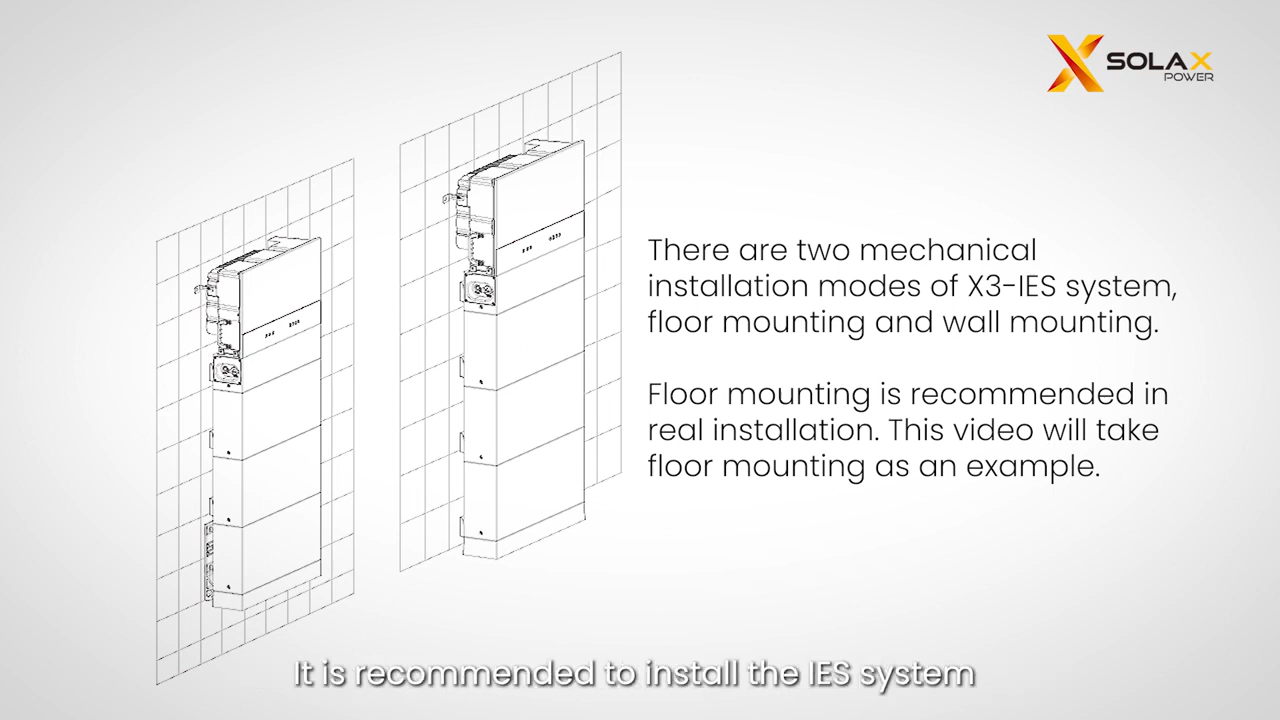 SOLAX
POWER
There are two mechanical
installation modes of X3-IES system,
floor mounting and wall mounting.
Floor mounting is recommended in
real installation. This video will take
floor mounting as an example.
It is recommended to install the IES system